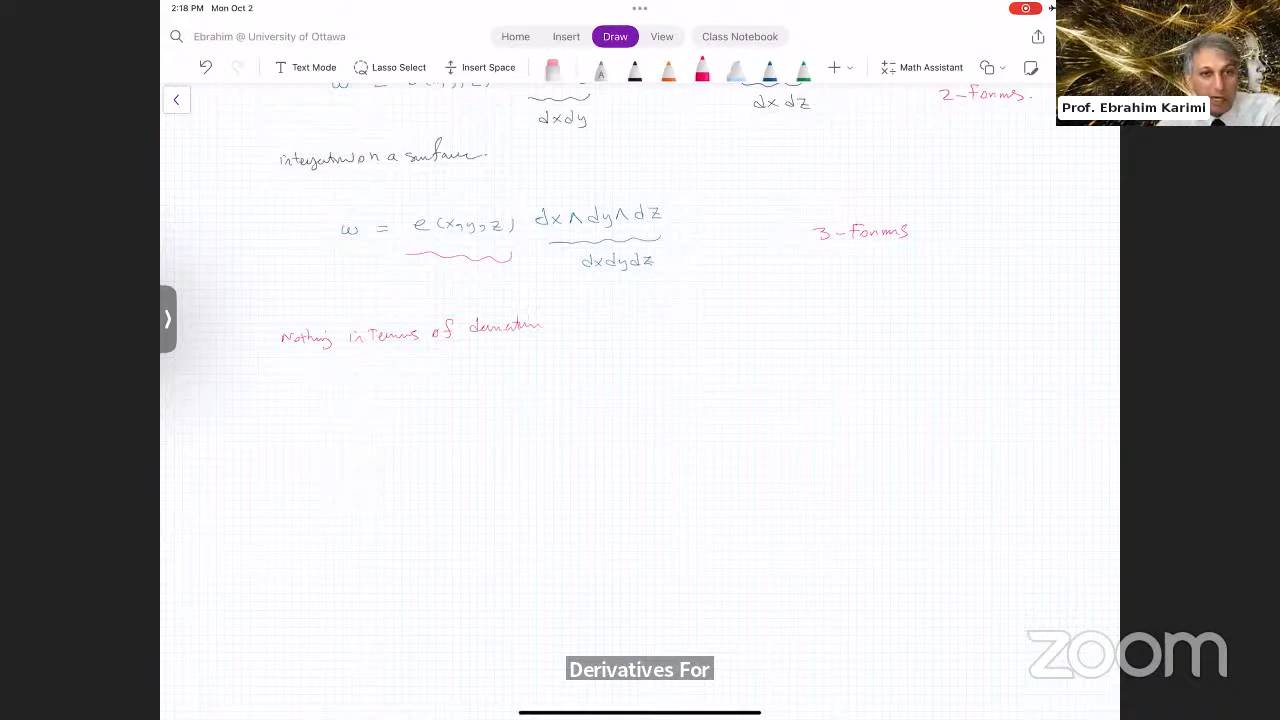 2:18 PM Mon Oct 2
Ebrahim @ University of Ottawa
Home Insert Draw View Class Notebook
Text Mode Lasso Select Insert Space Math Assistant
Prof. Ebrahim Karimi
dxdy
dx dz
2-Forms.
integration on a surface.
ω = e(x,y,z) dx∧dy∧dz
dxdydz
3-Forms
Nothing in Terms of
Derivatives For
zoom